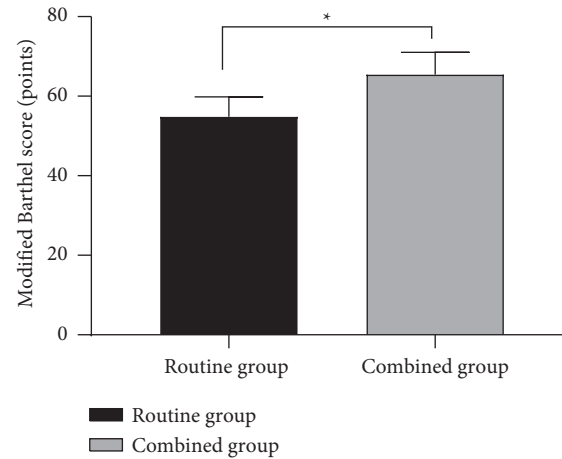 80
*
60
40
20
0
Modified Barthel score (points)
Routine group
Combined group
Routine group
Combined group